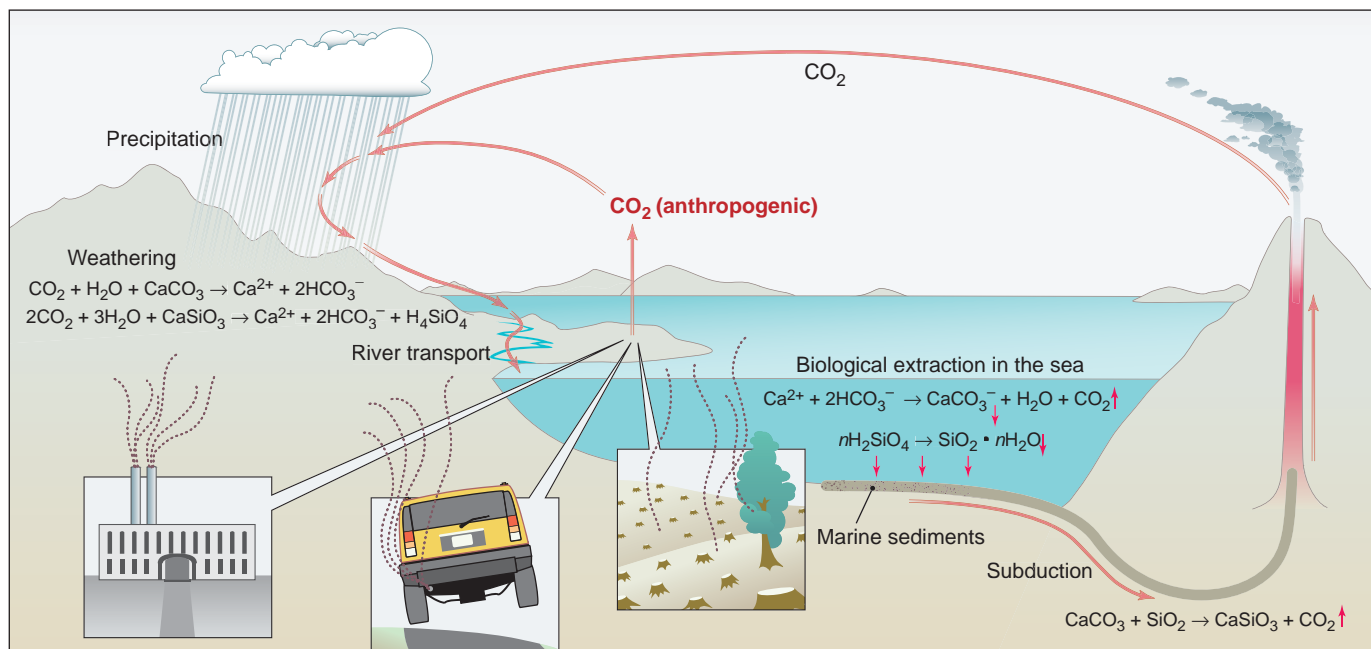 CO₂
Precipitation
CO₂ (anthropogenic)
Weathering
CO₂ + H₂O + CaCO₃ → Ca²⁺ + 2HCO₃⁻
2CO₂ + 3H₂O + CaSiO₃ → Ca²⁺ + 2HCO₃⁻ + H₄SiO₄
River transport
Biological extraction in the sea
Ca²⁺ + 2HCO₃⁻ → CaCO₃⁻ + H₂O + CO₂↑
nH₂SiO₄ → SiO₂ • nH₂O↓
Marine sediments
Subduction
CaCO₃ + SiO₂ → CaSiO₃ + CO₂↑